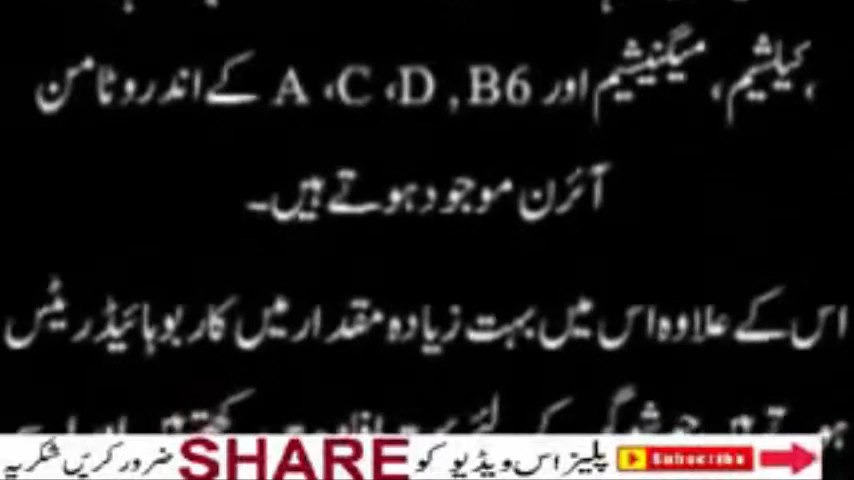 کے اندر وٹامن A ،C ،D , B6 اور میگنیشیم ، کیلشیم ،
آئرن موجود ہوتے ہیں۔
اس کے علاوہ اس میں بہت زیادہ مقدار میں کاربوہائیڈریٹس
پلیز اس ویڈیو کو SHARE ضرور کریں شکریہ Subscribe